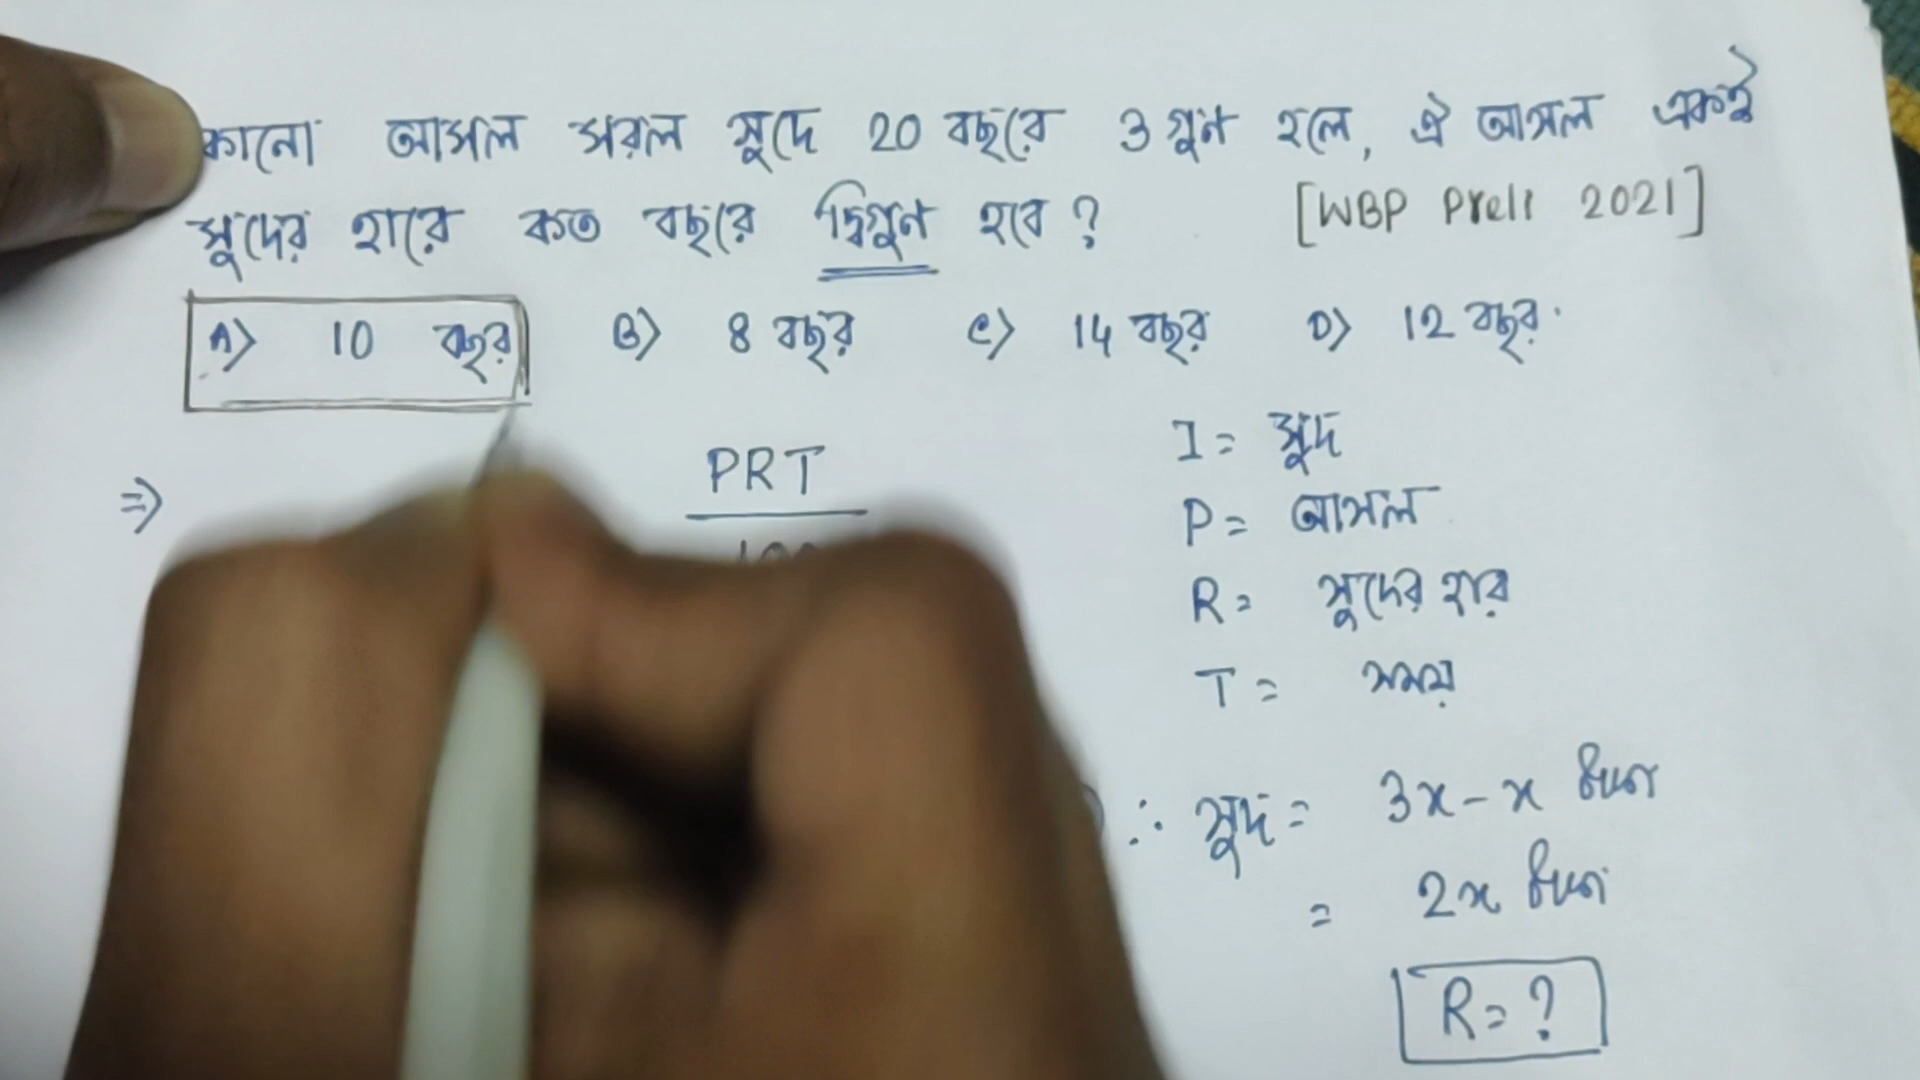 কোনো আসল সরল সুদে 20 বছরে 3 গুন হলে, ঐ আসল একই
সুদের হারে কত বছরে দ্বিগুন হবে ? [WBP Preli 2021]
A) 10 বছর B) 8 বছর C) 14 বছর D) 12 বছর.
⇒ PRT
I = সুদ
P = আসল
R = সুদের হার
T = সময়
∴ সুদ = 3x - x টাকা
= 2x টাকা
R = ?